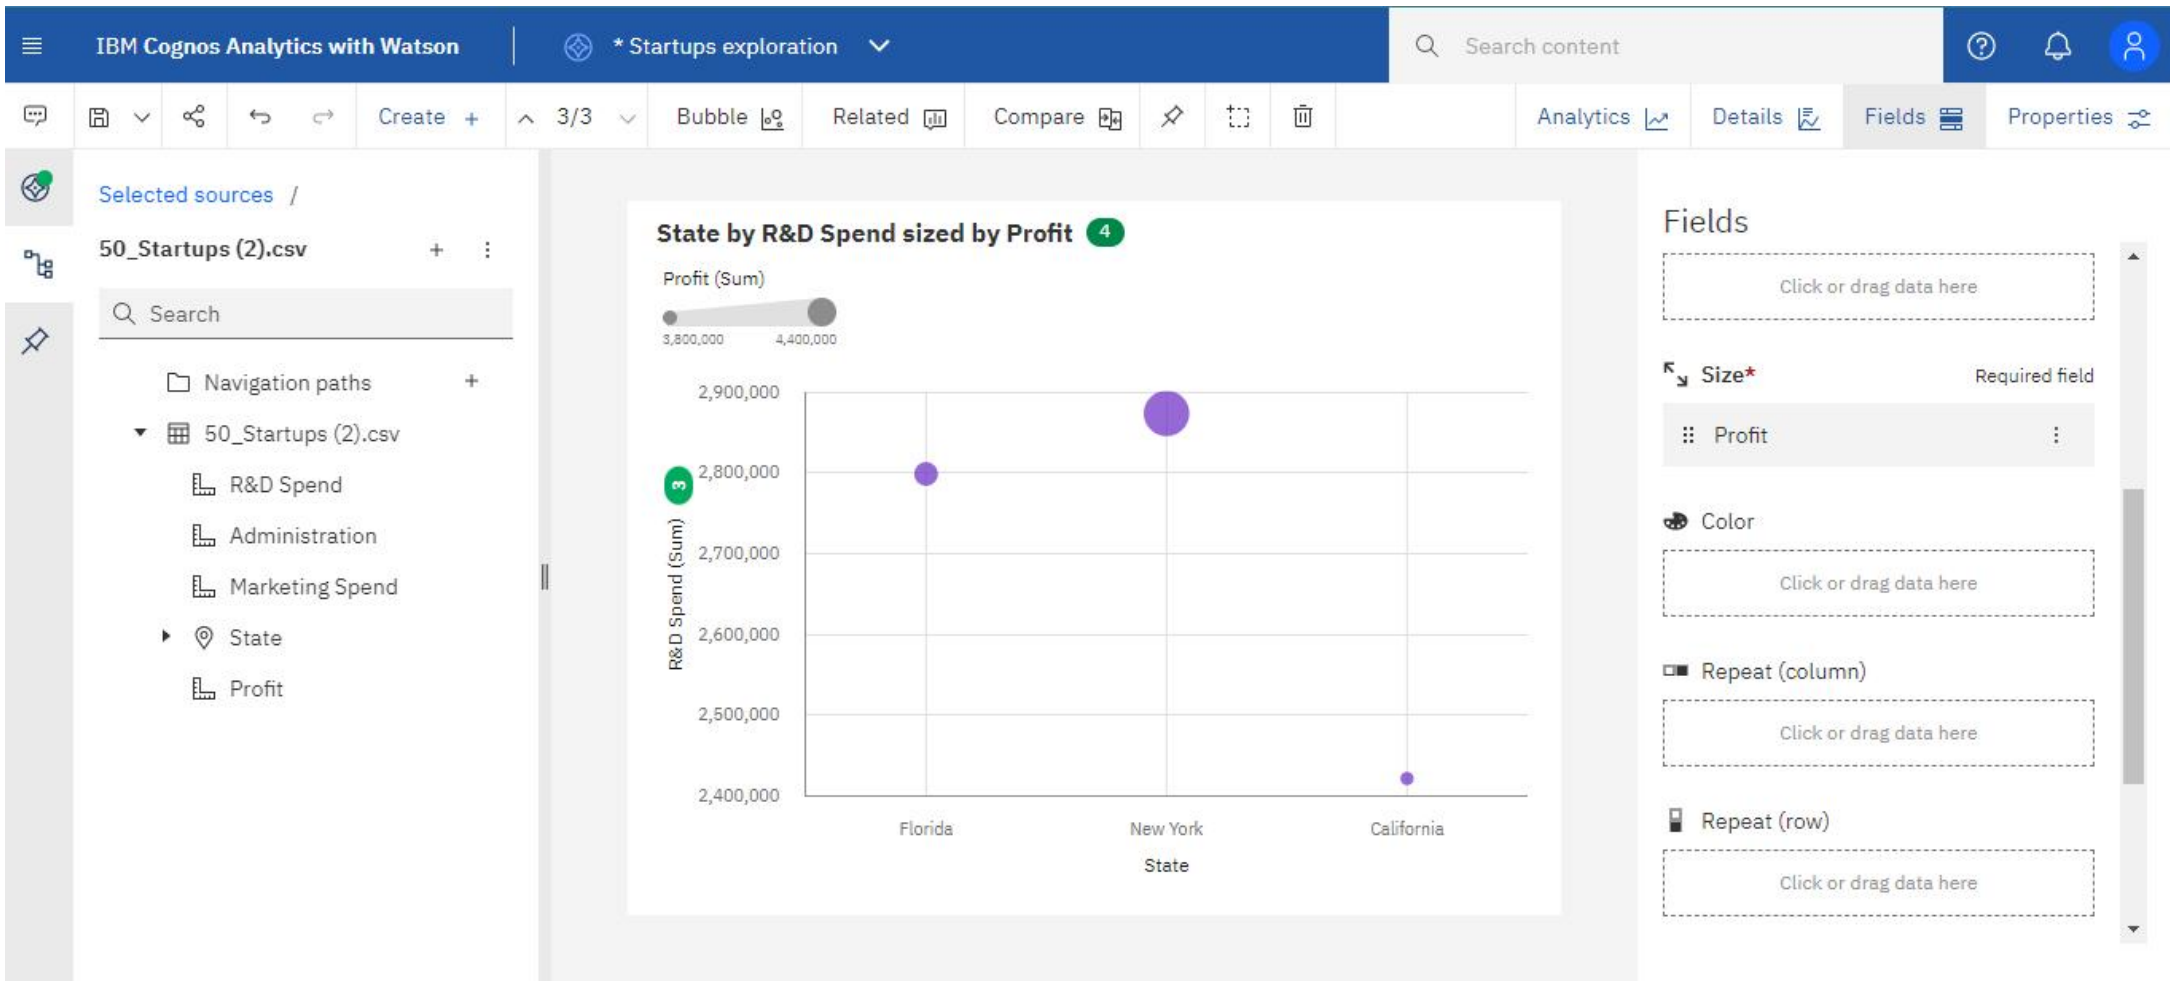 IBM Cognos Analytics with Watson
* Startups exploration
Search content
Create +
3/3
Bubble
Related
Compare
Analytics
Details
Fields
Properties
Selected sources /
50_Startups (2).csv
Search
Navigation paths
50_Startups (2).csv
R&D Spend
Administration
Marketing Spend
State
Profit
State by R&D Spend sized by Profit 4
Profit (Sum)
3,800,000 4,400,000
R&D Spend (Sum) 3
2,900,000
2,800,000
2,700,000
2,600,000
2,500,000
2,400,000
Florida New York California
State
Fields
Click or drag data here
Size* Required field
Profit
Color
Click or drag data here
Repeat (column)
Click or drag data here
Repeat (row)
Click or drag data here